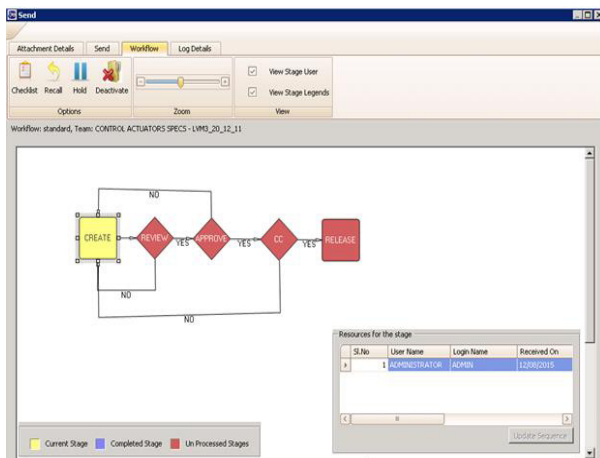 Send
Attachment Details Send Workflow Log Details
Checklist Recall Hold Deactivate
Options
Zoom
View Stage User
View Stage Legends
View
Workflow: standard, Team: CONTROL ACTUATORS SPECS - LVM3_20_12_11
NO
CREATE REVIEW YES APPROVE YES CC YES RELEASE
NO
NO
Resources for the stage
Sl.No User Name Login Name Received On
1 ADMINISTRATOR ADMIN 12/08/2015
Update Sequence
Current Stage Completed Stage Un Processed Stages